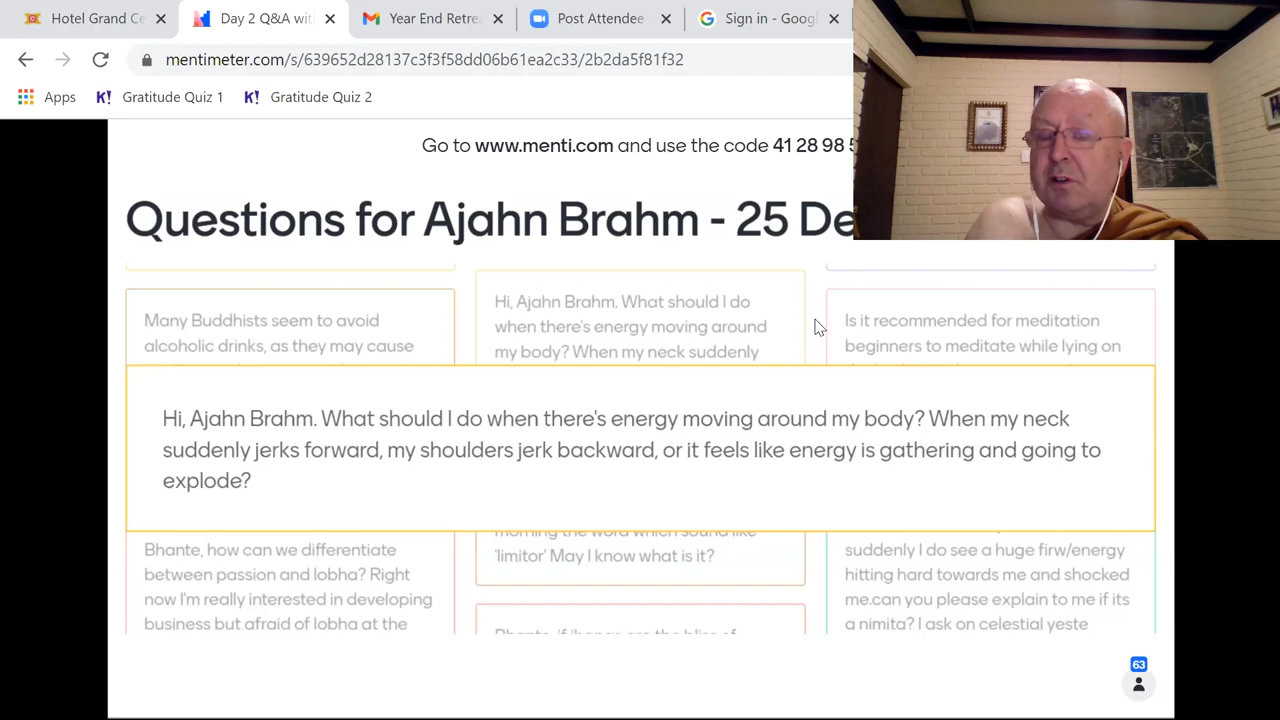 Hotel Grand Ce
Day 2 Q&A wit
Year End Retre
Post Attendee
Sign in - Goog
mentimeter.com/s/639652d28137c3f3f58dd06b61ea2c33/2b2da5f81f32
Apps
Gratitude Quiz 1
Gratitude Quiz 2
Go to www.menti.com and use the code 41 28 98 5
Questions for Ajahn Brahm - 25 De
Many Buddhists seem to avoid
alcoholic drinks, as they may cause
Hi, Ajahn Brahm. What should I do
when there's energy moving around
my body? When my neck suddenly
Is it recommended for meditation
beginners to meditate while lying on
Hi, Ajahn Brahm. What should I do when there's energy moving around my body? When my neck
suddenly jerks forward, my shoulders jerk backward, or it feels like energy is gathering and going to
explode?
Bhante, how can we differentiate
between passion and lobha? Right
now I'm really interested in developing
business but afraid of lobha at the
morning the word which sound like
'limitor' May I know what is it?
suddenly I do see a huge firw/energy
hitting hard towards me and shocked
me.can you please explain to me if its
a nimita? I ask on celestial yeste
63